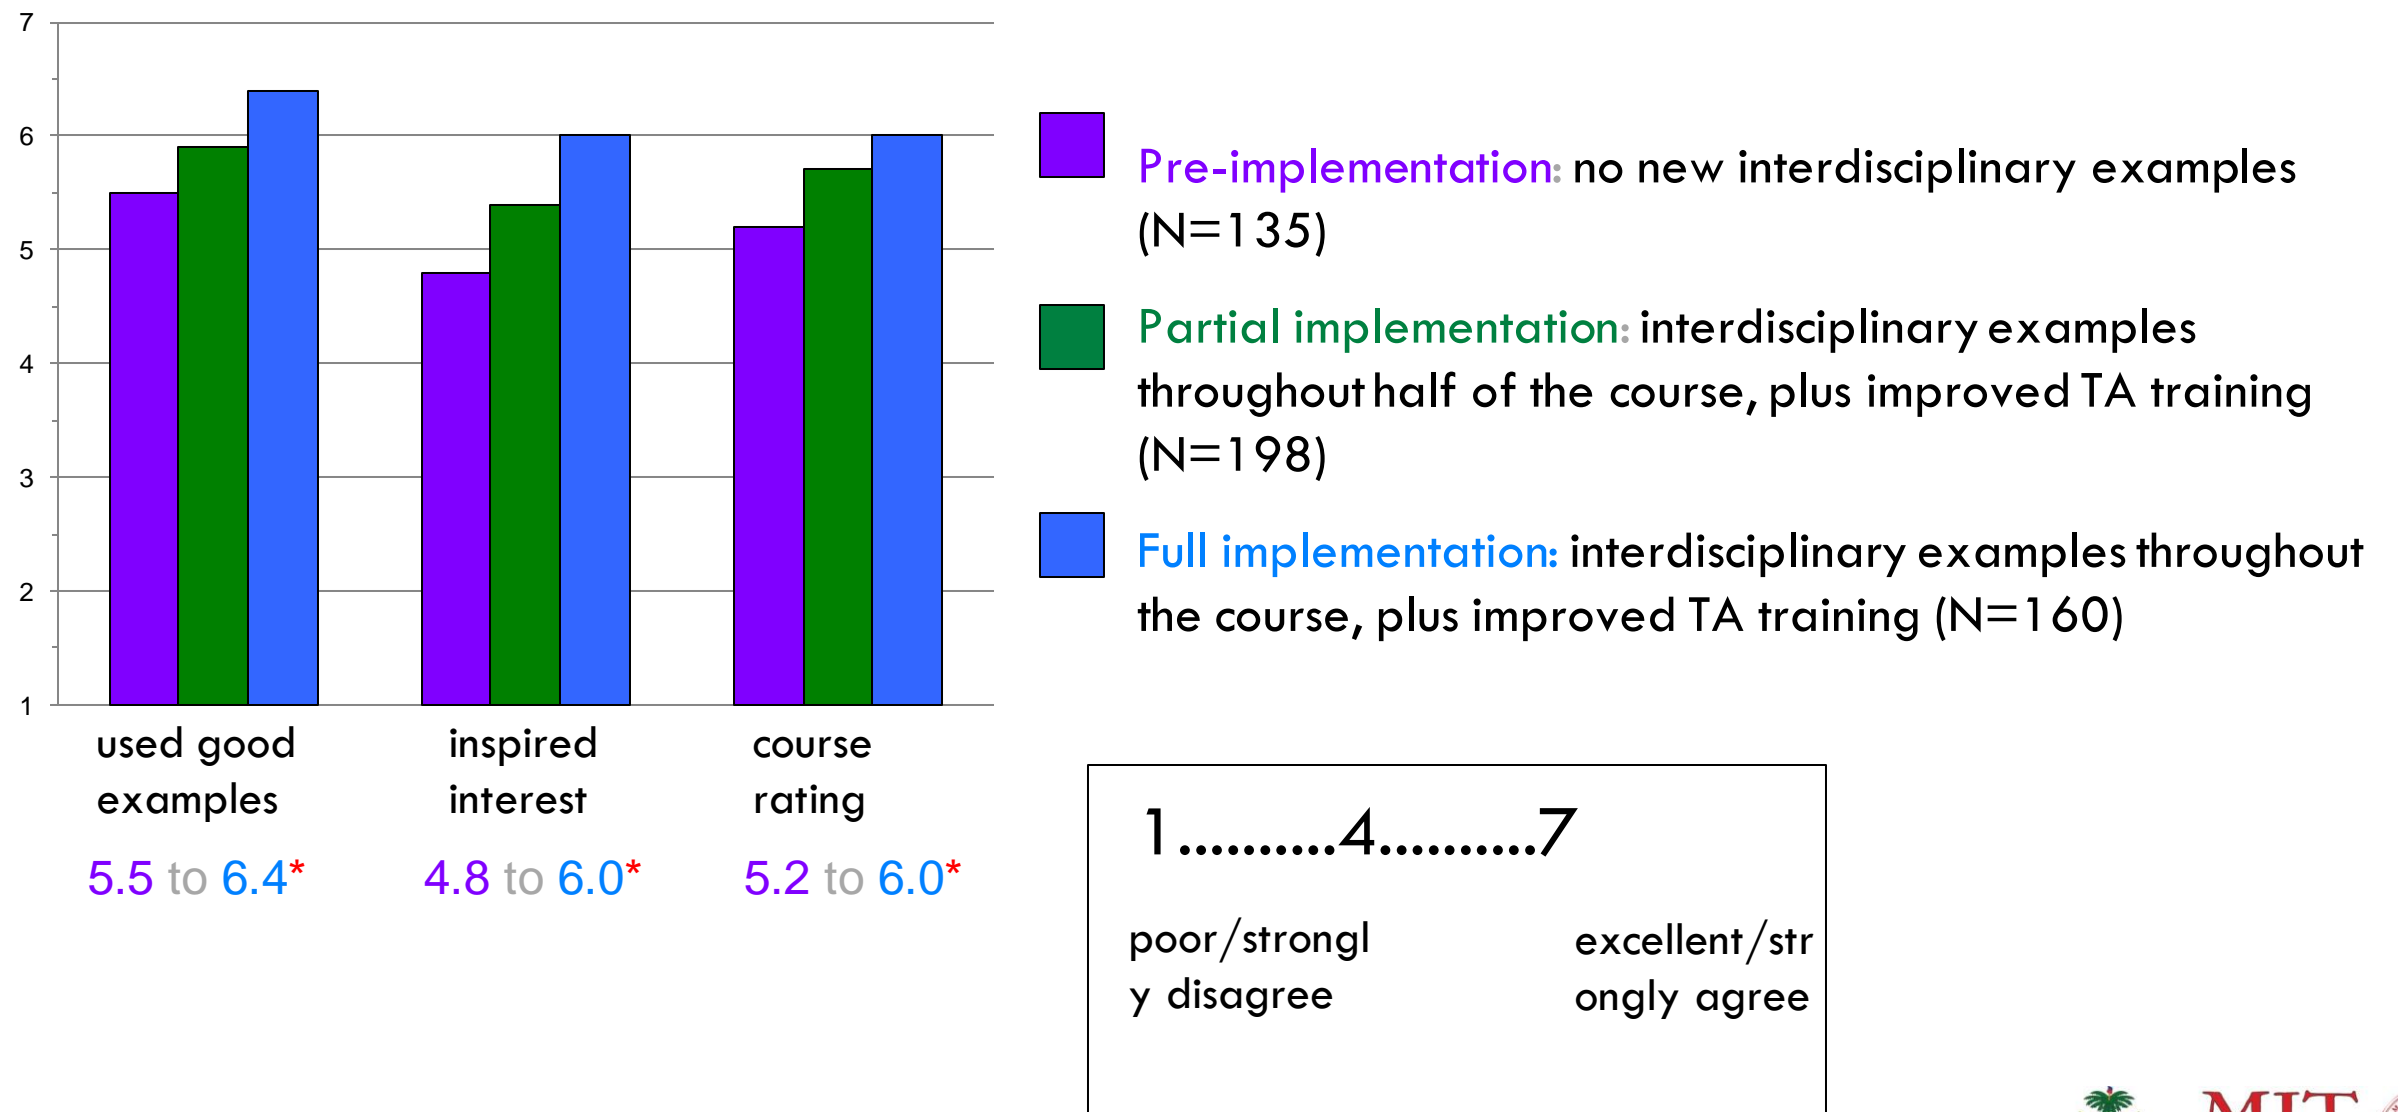 7
6
5
4
3
2
1
used good
examples
inspired
interest
course
rating
5.5 to 6.4*
4.8 to 6.0*
5.2 to 6.0*
Pre-implementation: no new interdisciplinary examples
(N=135)
Partial implementation: interdisciplinary examples
throughout half of the course, plus improved TA training
(N=198)
Full implementation: interdisciplinary examples throughout
the course, plus improved TA training (N=160)
1..........4..........7
poor/strongl
y disagree
excellent/str
ongly agree
MIT